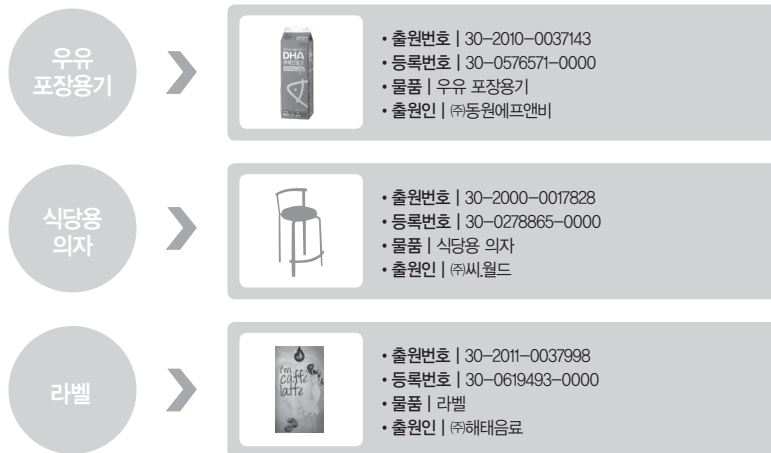 우유
포장용기
DHA
• 출원번호 | 30-2010-0037143
• 등록번호 | 30-0576571-0000
• 물품 | 우유 포장용기
• 출원인 | ㈜동원에프앤비
식당용
의자
• 출원번호 | 30-2000-0017828
• 등록번호 | 30-0278865-0000
• 물품 | 식당용 의자
• 출원인 | ㈜씨.월드
라벨
I'm
caffe
latte
• 출원번호 | 30-2011-0037998
• 등록번호 | 30-0619493-0000
• 물품 | 라벨
• 출원인 | ㈜해태음료